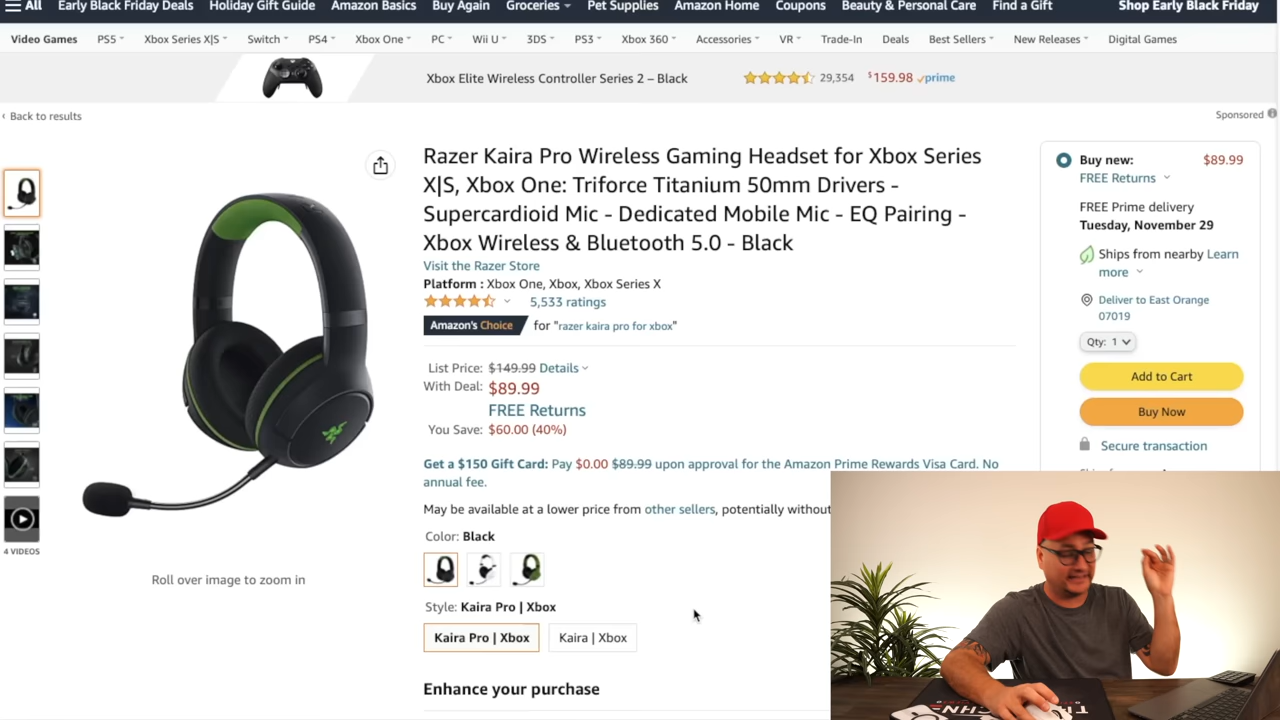 All Early Black Friday Deals Holiday Gift Guide Amazon Basics Buy Again Groceries Pet Supplies Amazon Home Coupons Beauty & Personal Care Find a Gift Shop Early Black Friday
Video Games PS5 Xbox Series X|S Switch PS4 Xbox One PC Wii U 3DS PS3 Xbox 360 Accessories VR Trade-In Deals Best Sellers New Releases Digital Games
Xbox Elite Wireless Controller Series 2 – Black 29,354 $159.98 prime
‹ Back to results
Sponsored
Razer Kaira Pro Wireless Gaming Headset for Xbox Series
X|S, Xbox One: Triforce Titanium 50mm Drivers -
Supercardioid Mic - Dedicated Mobile Mic - EQ Pairing -
Xbox Wireless & Bluetooth 5.0 - Black
Visit the Razer Store
Platform : Xbox One, Xbox, Xbox Series X
5,533 ratings
Amazon's Choice for "razer kaira pro for xbox"
List Price: $149.99 Details
With Deal: $89.99
FREE Returns
You Save: $60.00 (40%)
Get a $150 Gift Card: Pay $0.00 $89.99 upon approval for the Amazon Prime Rewards Visa Card. No
annual fee.
May be available at a lower price from other sellers, potentially without
Color: Black
Style: Kaira Pro | Xbox
Kaira Pro | Xbox Kaira | Xbox
Enhance your purchase
4 VIDEOS
Roll over image to zoom in
Buy new: $89.99
FREE Returns
FREE Prime delivery
Tuesday, November 29
Ships from nearby Learn
more
Deliver to East Orange
07019
Qty: 1
Add to Cart
Buy Now
Secure transaction